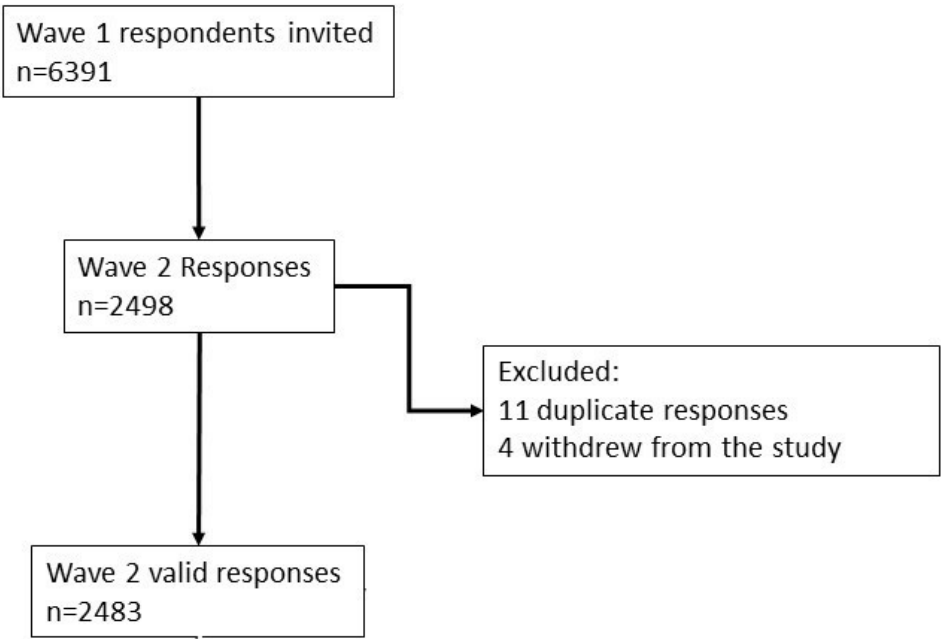 Wave 1 respondents invited
n=6391
Wave 2 Responses
n=2498
Excluded:
11 duplicate responses
4 withdrew from the study
Wave 2 valid responses
n=2483